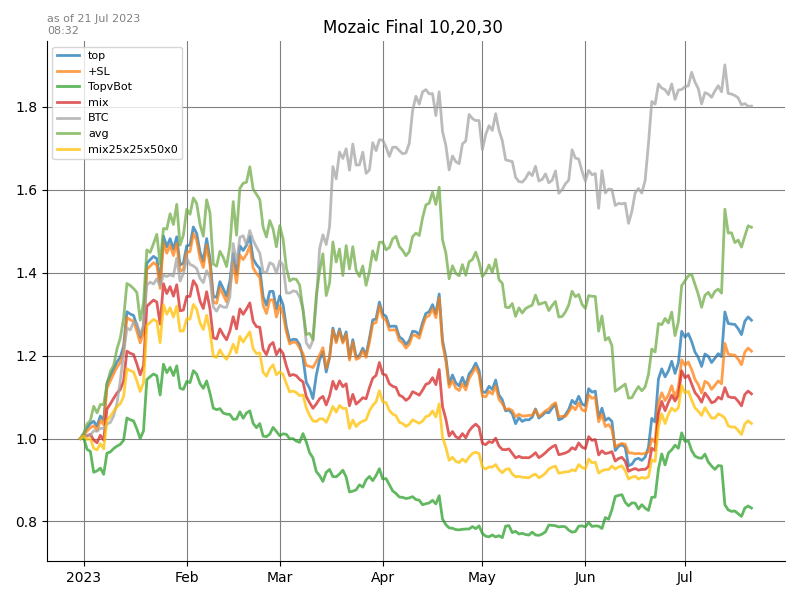 as of 21 Jul 2023
08:32
Mozaic Final 10,20,30
top
+SL
TopvBot
mix
BTC
avg
mix25x25x50x0
1.8
1.6
1.4
1.2
1.0
0.8
2023 Feb Mar Apr May Jun Jul